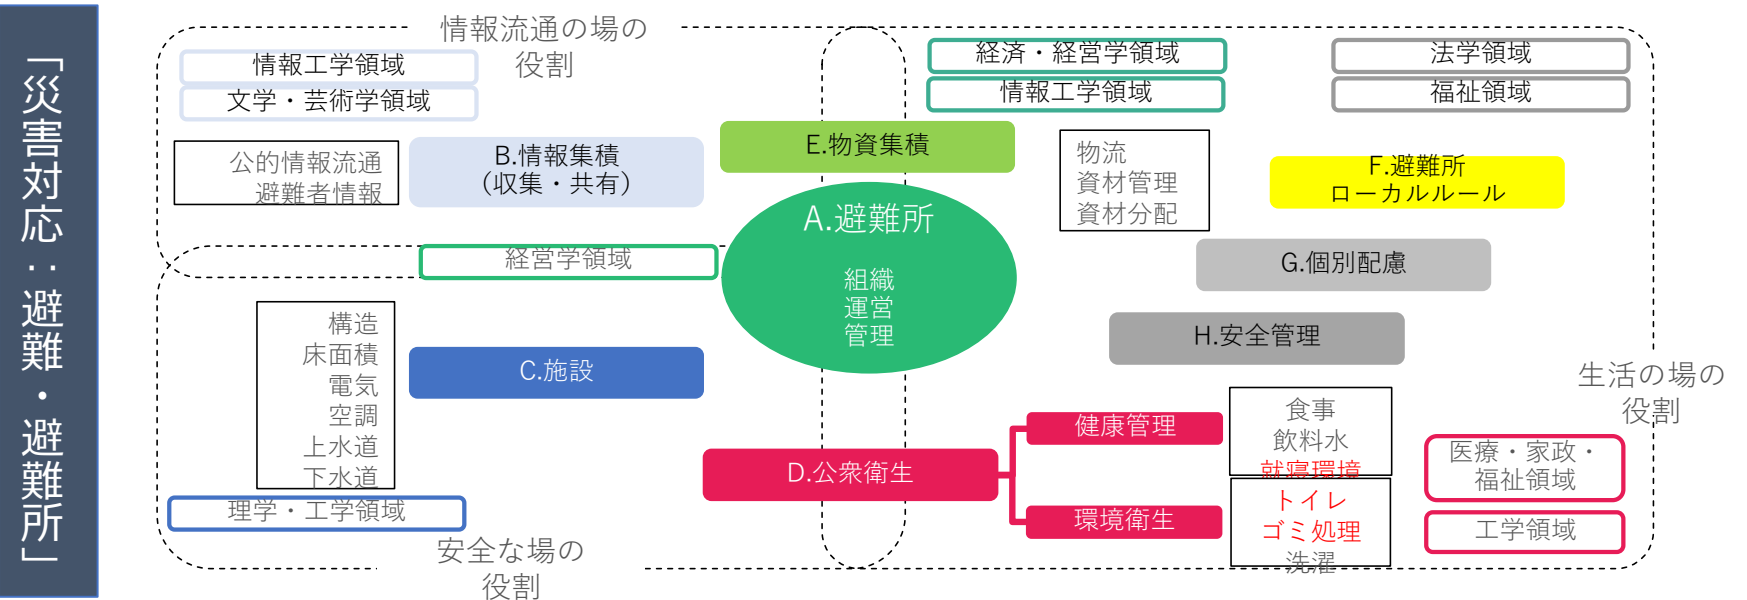 「災害対応：避難・避難所」
情報流通の場の
役割
情報工学領域
文学・芸術学領域
公的情報流通
避難者情報
B.情報集積
（収集・共有）
経営学領域
構造
床面積
電気
空調
上水道
下水道
C.施設
理学・工学領域
安全な場の
役割
E.物資集積
A.避難所
組織
運営
管理
D.公衆衛生
経済・経営学領域
情報工学領域
法学領域
福祉領域
物流
資材管理
資材分配
F.避難所
ローカルルール
G.個別配慮
H.安全管理
生活の場の
役割
健康管理
食事
飲料水
就寝環境
環境衛生
トイレ
ゴミ処理
洗濯
医療・家政・
福祉領域
工学領域